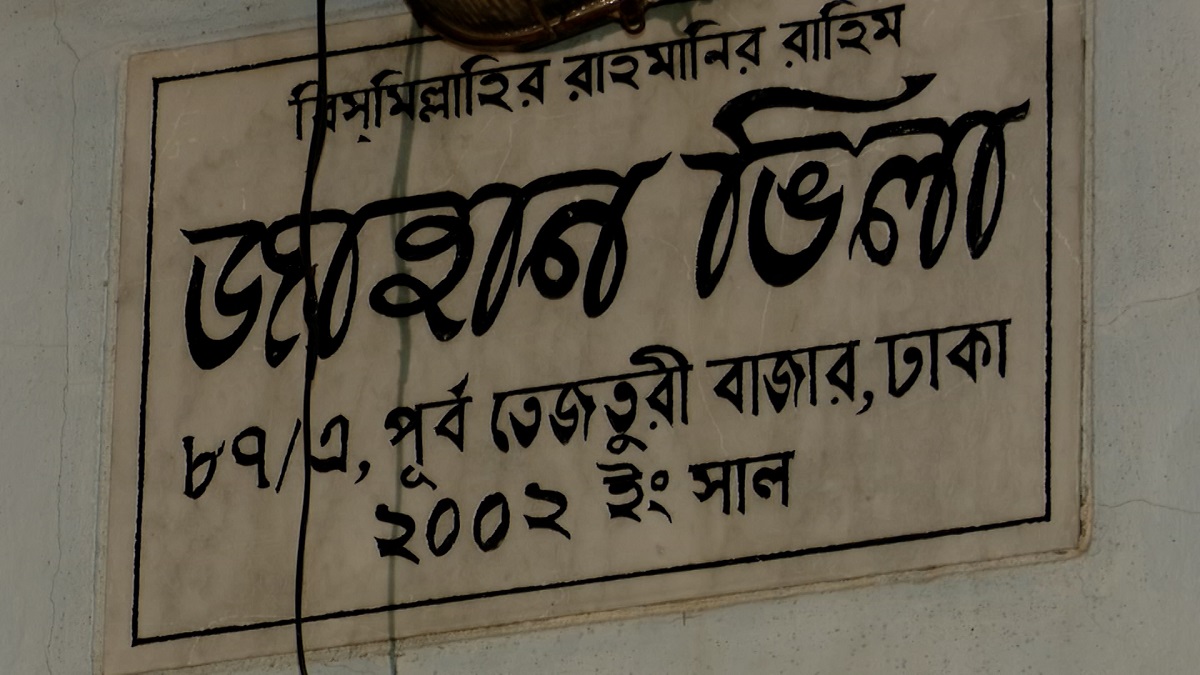 বিস্‌মিল্লাহির রাহমানির রাহিম
জাহান ভিলা
৮৭/এ, পূর্ব তেজতুরী বাজার, ঢাকা
২০০২ ইং সাল